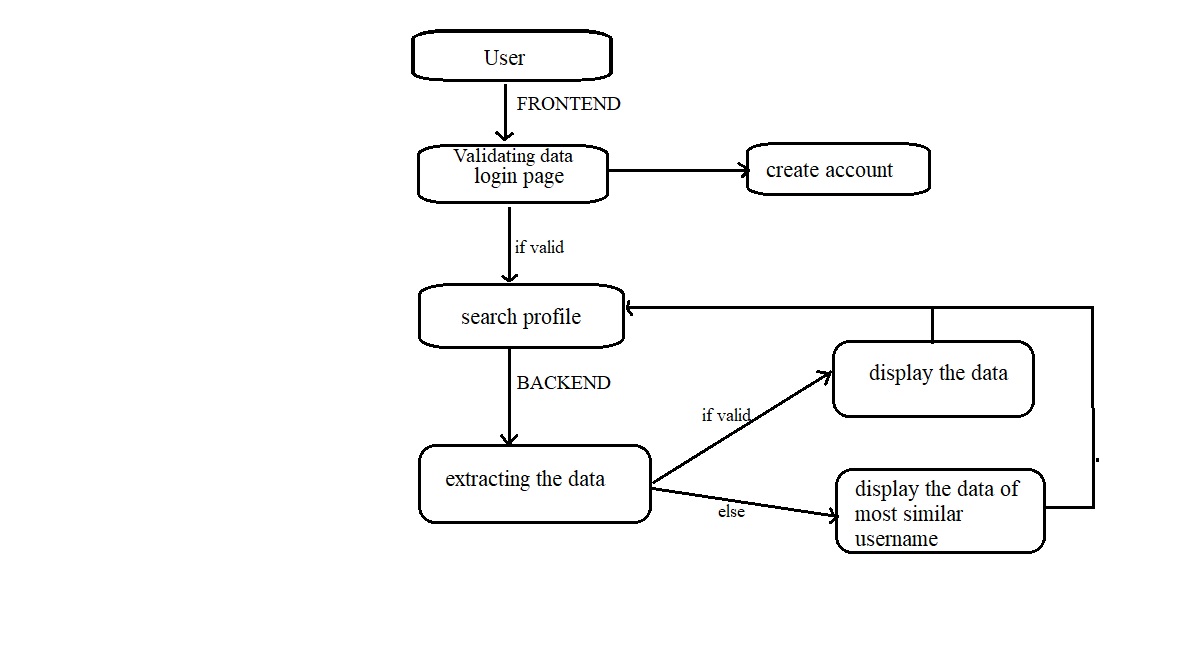 User
FRONTEND
Validating data
login page
create account
if valid
search profile
BACKEND
display the data
if valid
extracting the data
else
display the data of
most similar
username